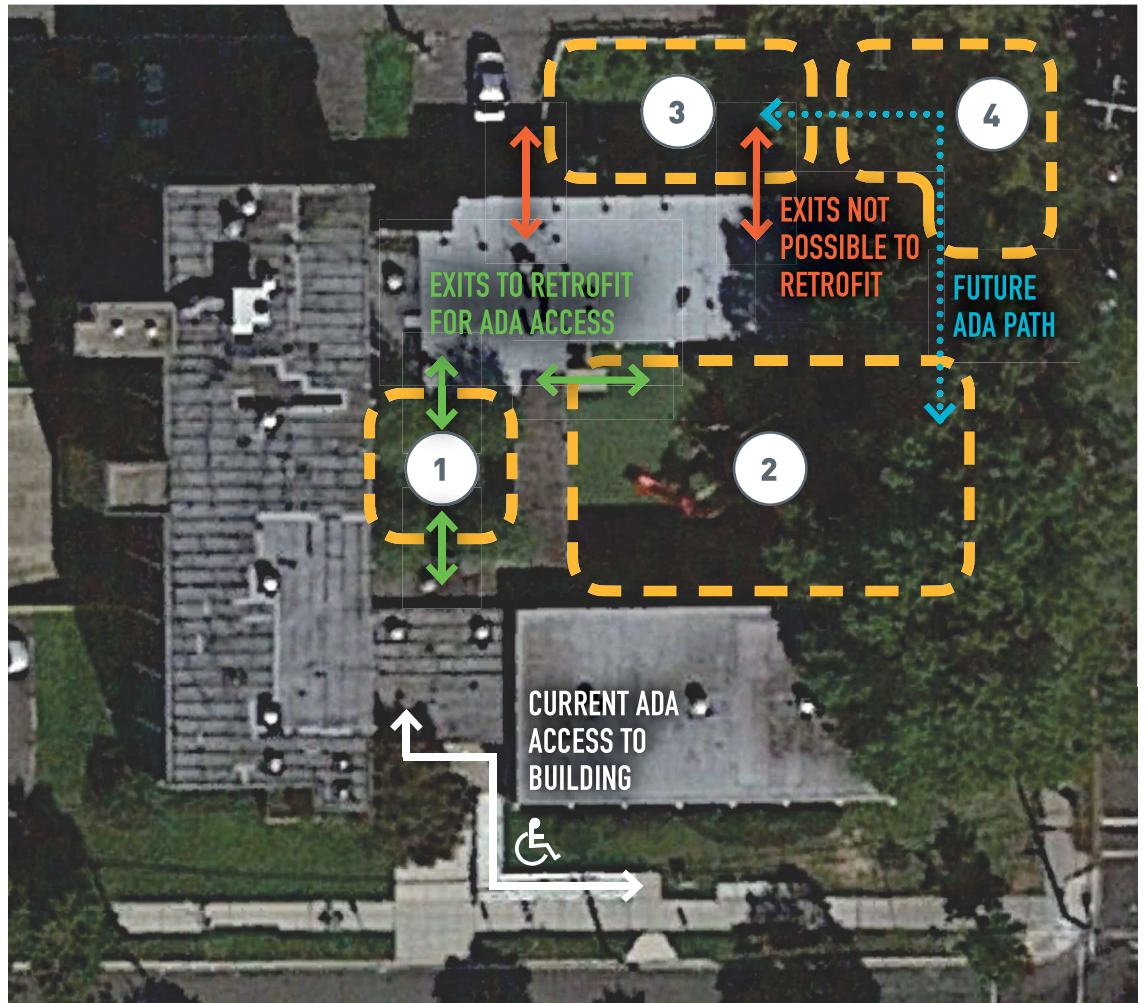 3
4
EXITS NOT
POSSIBLE TO
RETROFIT
EXITS TO RETROFIT
FOR ADA ACCESS
FUTURE
ADA PATH
1
2
CURRENT ADA
ACCESS TO
BUILDING